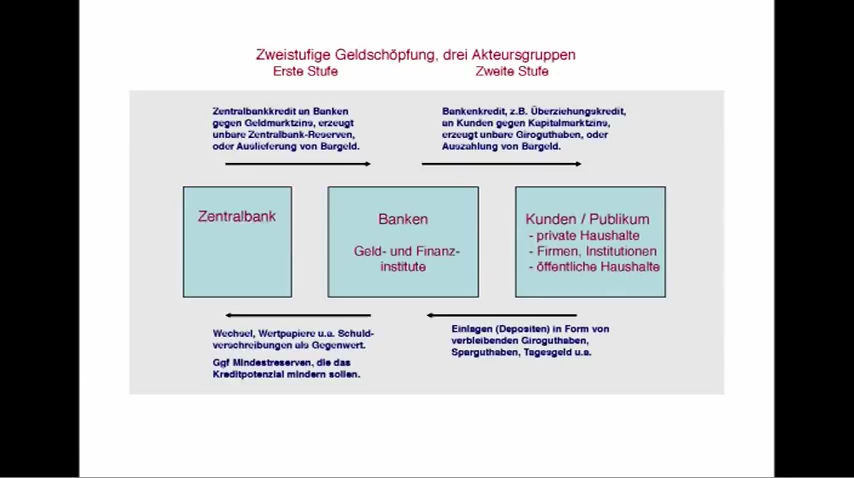 Zweistufige Geldschöpfung, drei Akteursgruppen
Erste Stufe
Zweite Stufe
Zentralbankkredit an Banken
gegen Geldmarktzins, erzeugt
unbare Zentralbank-Reserven,
oder Auslieferung von Bargeld.
Bankenkredit, z.B. Überziehungskredit,
an Kunden gegen Kapitalmarktzins,
erzeugt unbare Giroguthaben, oder
Auszahlung von Bargeld.
Zentralbank
Banken
Geld- und Finanz-
institute
Kunden / Publikum
- private Haushalte
- Firmen, Institutionen
- öffentliche Haushalte
Wechsel, Wertpapiere u.a. Schuld-
verschreibungen als Gegenwert.
Ggf Mindestreserven, die das
Kreditpotenzial mindern sollen.
Einlagen (Depositen) in Form von
verbleibenden Giroguthaben,
Sparguthaben, Tagesgeld u.a.